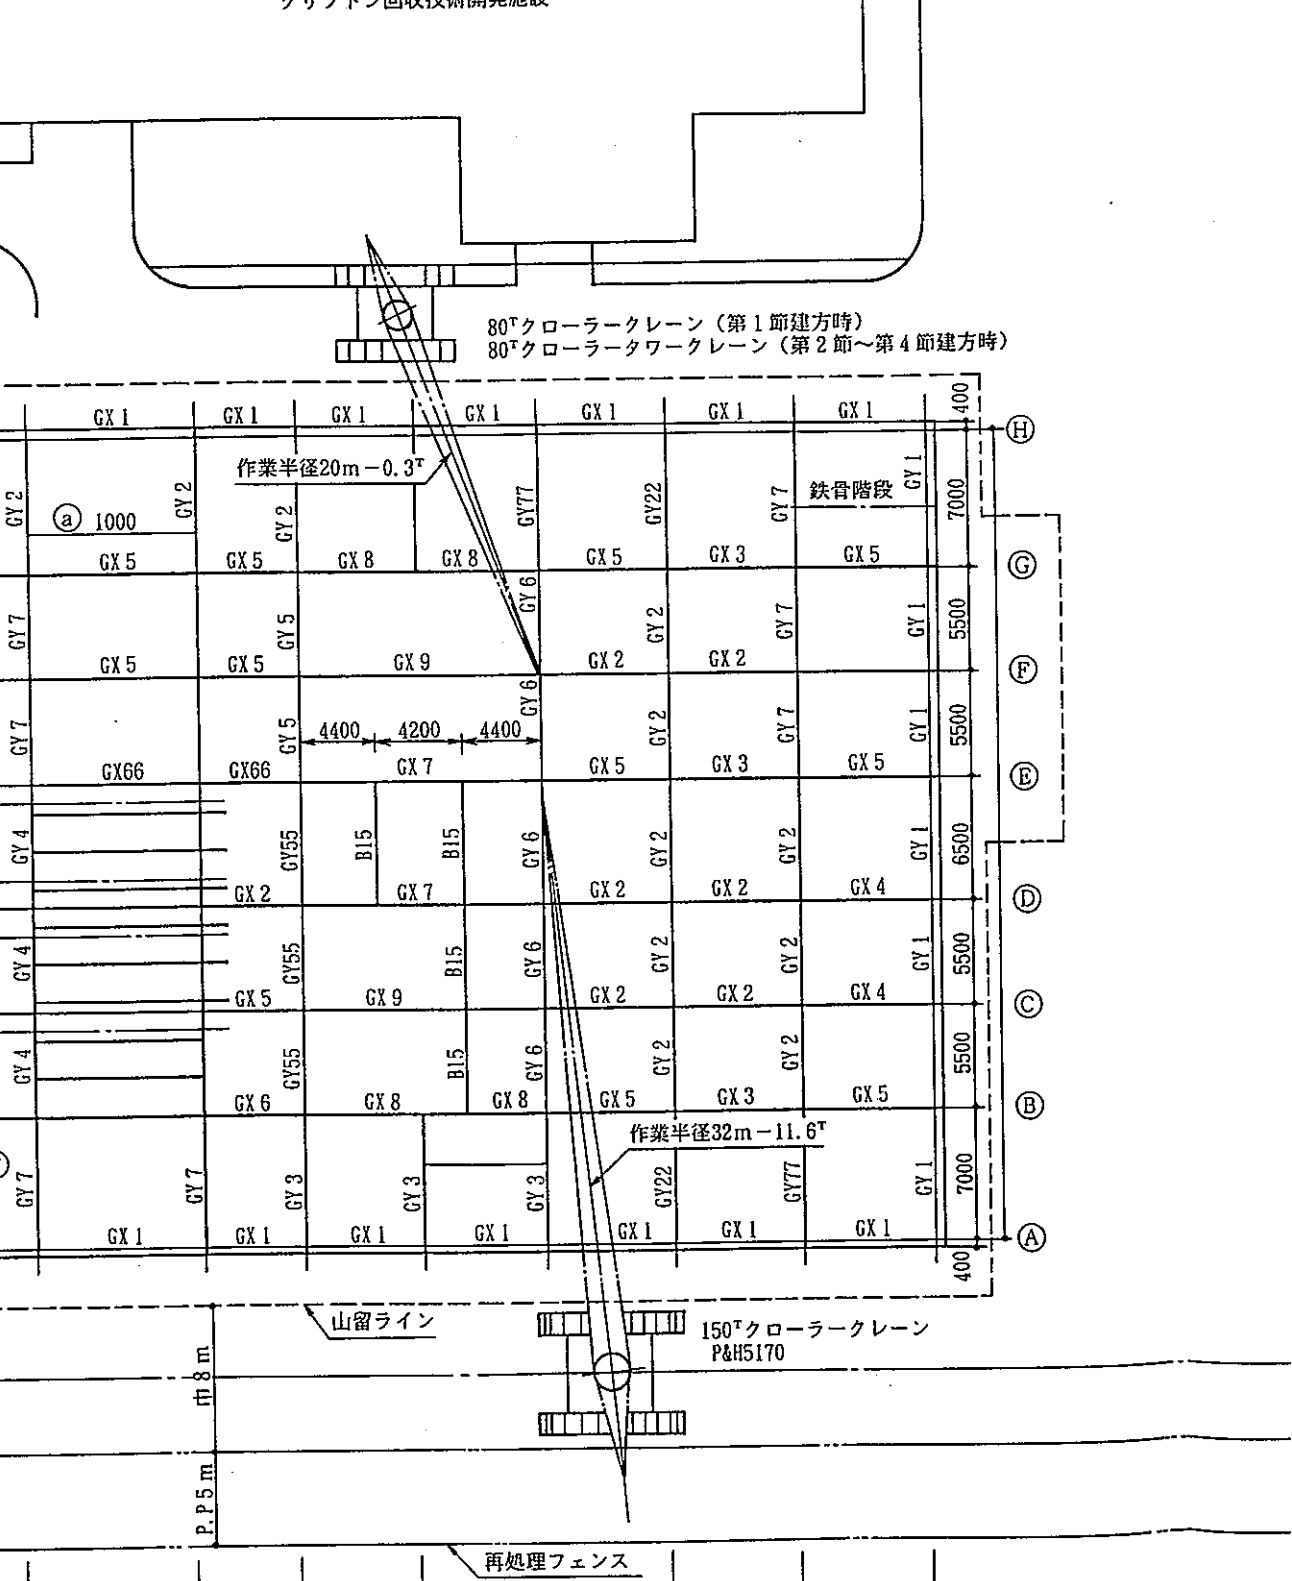 クリプトン回収技術開発施設
80ᵀクローラークレーン（第1節建方時）
80ᵀクローラータワークレーン（第2節〜第4節建方時）
400
GX 1 GX 1 GX 1 GX 1 GX 1 GX 1 GX 1
H
作業半径20m－0.3ᵀ
GY 2 GY 2 GY 2 GY77 GY22 GY 7 鉄骨階段 GY 1 7000
ⓐ 1000
GX 5 GX 5 GX 8 GX 8 GX 5 GX 3 GX 5
G
GY 7 GY 5 GY 6 GY 2 GY 7 GY 1 5500
GX 5 GX 5 GX 9 GX 2 GX 2
F
GY 7 GY 5 GY 6 GY 2 GY 7 GY 1 5500
4400 4200 4400
GX66 GX66 GX 7 GX 5 GX 3 GX 5
E
GY 4 GY55 B15 B15 GY 6 GY 2 GY 2 GY 1 6500
GX 2 GX 7 GX 2 GX 2 GX 4
D
GY 4 GY55 B15 GY 6 GY 2 GY 2 GY 1 5500
GX 5 GX 9 GX 2 GX 2 GX 4
C
GY 4 GY55 B15 GY 6 GY 2 GY 2 5500
GX 6 GX 8 GX 8 GX 5 GX 3 GX 5
B
作業半径32m－11.6ᵀ
GY 7 GY 7 GY 3 GY 3 GY 3 GY22 GY77 GY 1 7000
GX 1 GX 1 GX 1 GX 1 GX 1 GX 1 GX 1
A
400
山留ライン
150ᵀクローラークレーン
P&H5170
巾8m
P.P5m
再処理フェンス